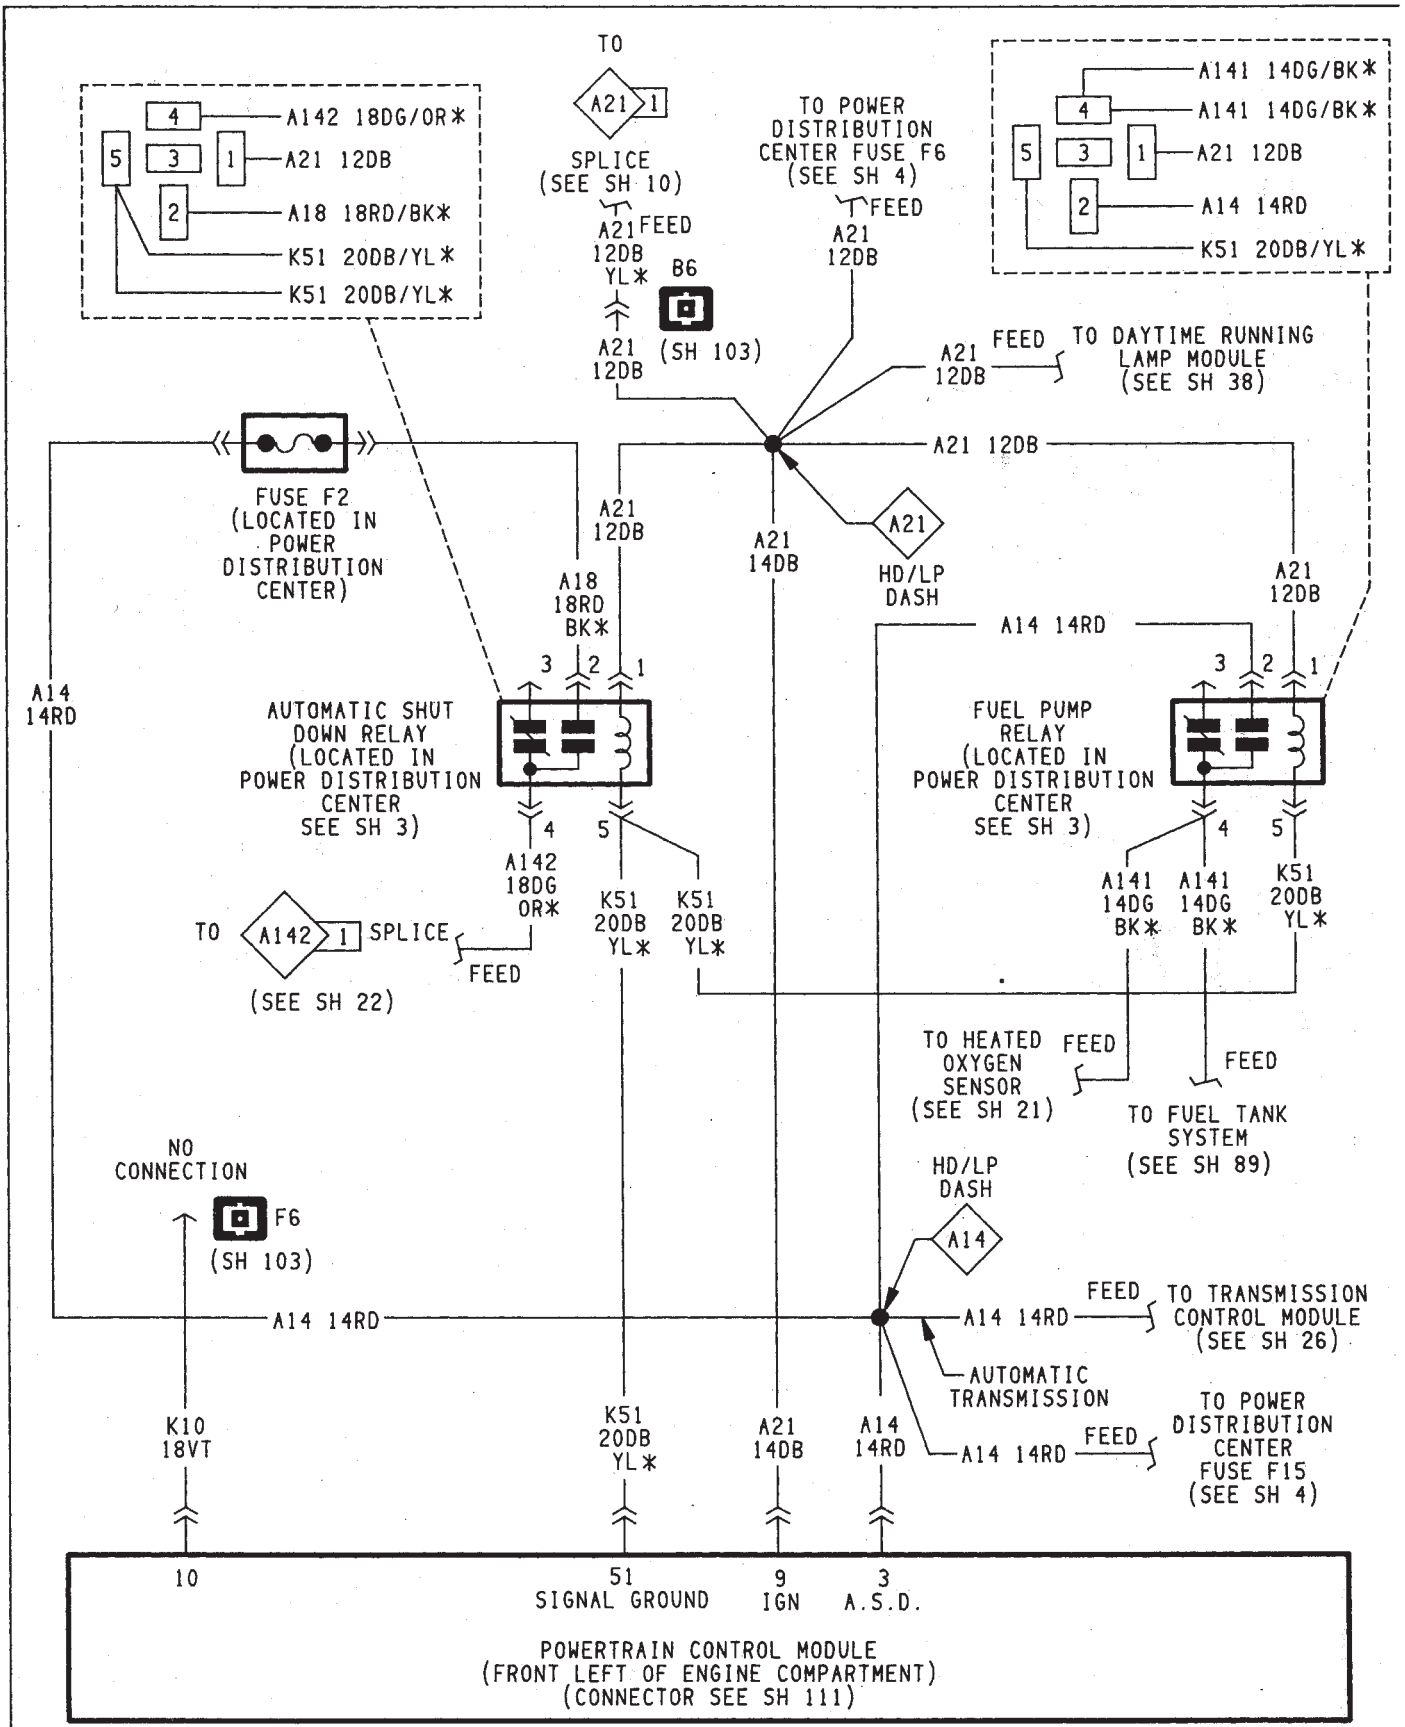 TO
A21 1
SPLICE
(SEE SH 10)
FEED
A21
12DB
YL*
B6
(SH 103)
A21
12DB
4
A142 18DG/OR*
5
3
1
A21 12DB
2
A18 18RD/BK*
K51 20DB/YL*
K51 20DB/YL*
TO POWER
DISTRIBUTION
CENTER FUSE F6
(SEE SH 4)
FEED
A21
12DB
A141 14DG/BK*
4
A141 14DG/BK*
5
3
1
A21 12DB
2
A14 14RD
K51 20DB/YL*
A21
12DB
FEED
TO DAYTIME RUNNING
LAMP MODULE
(SEE SH 38)
A21 12DB
FUSE F2
(LOCATED IN
POWER
DISTRIBUTION
CENTER)
A21
12DB
A21
14DB
A21
HD/LP
DASH
A21
12DB
A18
18RD
BK*
A14 14RD
3
2
1
3
2
1
A14
14RD
AUTOMATIC SHUT
DOWN RELAY
(LOCATED IN
POWER DISTRIBUTION
CENTER
SEE SH 3)
FUEL PUMP
RELAY
(LOCATED IN
POWER DISTRIBUTION
CENTER
SEE SH 3)
4
5
4
5
A142
18DG
OR*
K51
20DB
YL*
K51
20DB
YL*
A141
14DG
BK*
A141
14DG
BK*
K51
20DB
YL*
TO
A142 1
SPLICE
FEED
(SEE SH 22)
TO HEATED
OXYGEN
SENSOR
(SEE SH 21)
FEED
FEED
TO FUEL TANK
SYSTEM
(SEE SH 89)
NO
CONNECTION
F6
(SH 103)
HD/LP
DASH
A14
A14 14RD
A14 14RD
FEED
TO TRANSMISSION
CONTROL MODULE
(SEE SH 26)
AUTOMATIC
TRANSMISSION
A14 14RD
FEED
TO POWER
DISTRIBUTION
CENTER
FUSE F15
(SEE SH 4)
K10
18VT
K51
20DB
YL*
A21
14DB
A14
14RD
10
51
9
3
SIGNAL GROUND
IGN
A.S.D.
POWERTRAIN CONTROL MODULE
(FRONT LEFT OF ENGINE COMPARTMENT)
(CONNECTOR SEE SH 111)